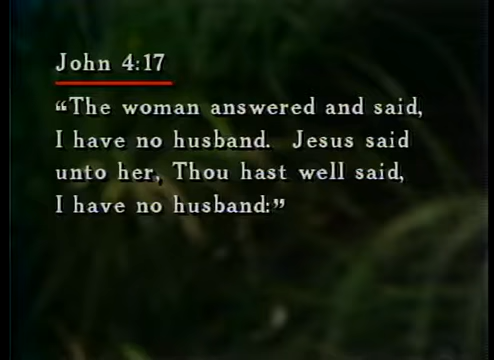 John 4:17
“The woman answered and said,
I have no husband. Jesus said
unto her, Thou hast well said,
I have no husband:”